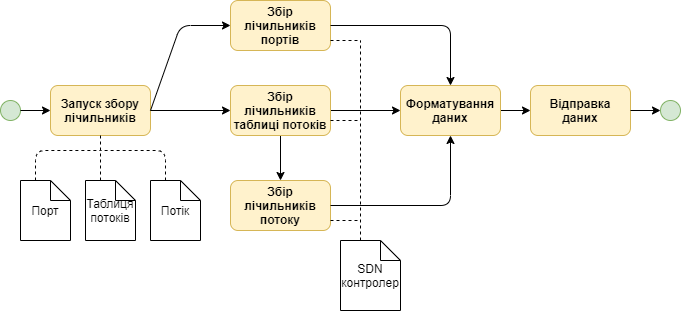 Збір
лічильників
портів
Запуск збору
лічильників
Збір
лічильників
таблиці потоків
Форматування
даних
Відправка
даних
Збір
лічильників
потоку
Порт
Таблиця
потоків
Потік
SDN
контролер